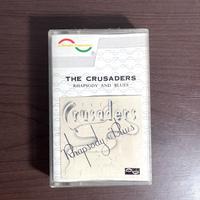 THE CRUSADERS
RHAPSODY AND BLUES
Crusaders
Rhapsody & Blues